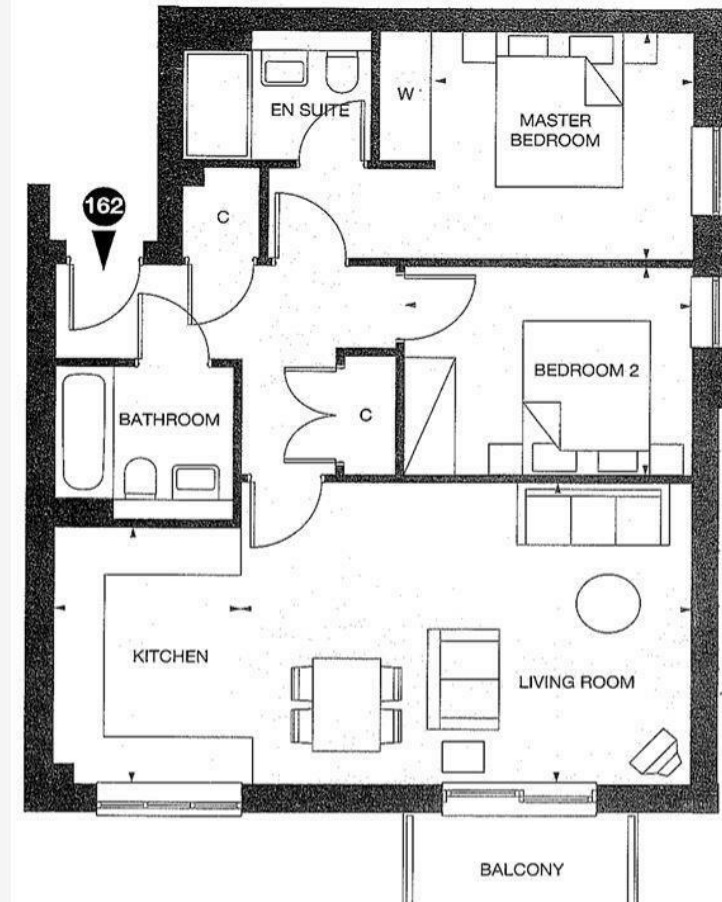 EN SUITE
W
MASTER
BEDROOM
162
C
BEDROOM 2
BATHROOM
C
KITCHEN
LIVING ROOM
BALCONY